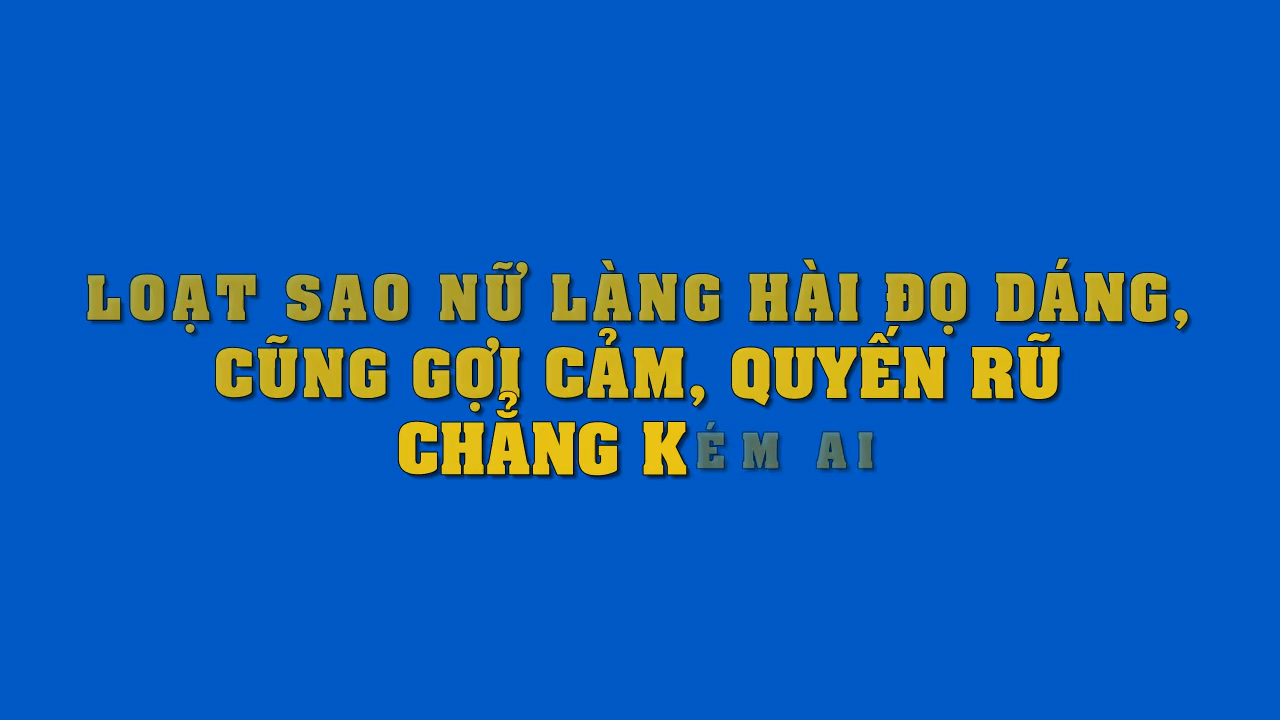 LOẠT SAO NỮ LÀNG HÀI ĐỌ DÁNG,
CŨNG GỢI CẢM, QUYẾN RŨ
CHẲNG KÉM AI